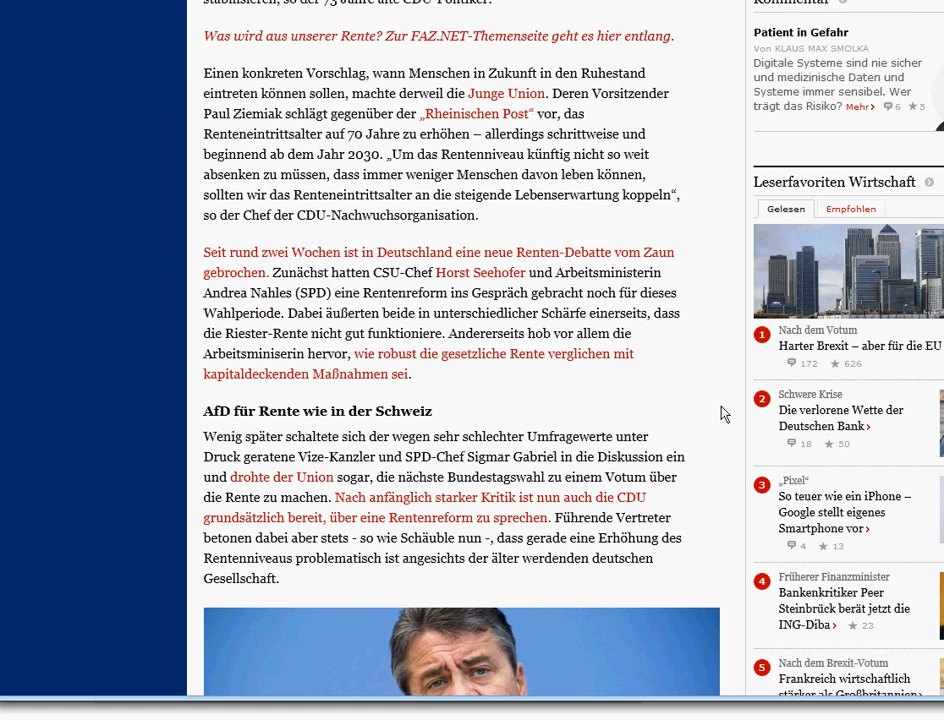 stabilisieren, so der 73 Jahre alte CDU-Politiker.
Was wird aus unserer Rente? Zur FAZ.NET-Themenseite geht es hier entlang.
Einen konkreten Vorschlag, wann Menschen in Zukunft in den Ruhestand
eintreten können sollen, machte derweil die Junge Union. Deren Vorsitzender
Paul Ziemiak schlägt gegenüber der „Rheinischen Post“ vor, das
Renteneintrittsalter auf 70 Jahre zu erhöhen – allerdings schrittweise und
beginnend ab dem Jahr 2030. „Um das Rentenniveau künftig nicht so weit
absenken zu müssen, dass immer weniger Menschen davon leben können,
sollten wir das Renteneintrittsalter an die steigende Lebenserwartung koppeln“,
so der Chef der CDU-Nachwuchsorganisation.
Seit rund zwei Wochen ist in Deutschland eine neue Renten-Debatte vom Zaun
gebrochen. Zunächst hatten CSU-Chef Horst Seehofer und Arbeitsministerin
Andrea Nahles (SPD) eine Rentenreform ins Gespräch gebracht noch für dieses
Wahlperiode. Dabei äußerten beide in unterschiedlicher Schärfe einerseits, dass
die Riester-Rente nicht gut funktioniere. Andererseits hob vor allem die
Arbeitsminiserin hervor, wie robust die gesetzliche Rente verglichen mit
kapitaldeckenden Maßnahmen sei.
AfD für Rente wie in der Schweiz
Wenig später schaltete sich der wegen sehr schlechter Umfragewerte unter
Druck geratene Vize-Kanzler und SPD-Chef Sigmar Gabriel in die Diskussion ein
und drohte der Union sogar, die nächste Bundestagswahl zu einem Votum über
die Rente zu machen. Nach anfänglich starker Kritik ist nun auch die CDU
grundsätzlich bereit, über eine Rentenreform zu sprechen. Führende Vertreter
betonen dabei aber stets - so wie Schäuble nun -, dass gerade eine Erhöhung des
Rentenniveaus problematisch ist angesichts der älter werdenden deutschen
Gesellschaft.
Kommentar
Patient in Gefahr
Von KLAUS MAX SMOLKA
Digitale Systeme sind nie sicher
und medizinische Daten und
Systeme immer sensibel. Wer
trägt das Risiko? Mehr 6 5
Leserfavoriten Wirtschaft
Gelesen Empfohlen
1 Nach dem Votum
Harter Brexit – aber für die EU
172 626
2 Schwere Krise
Die verlorene Wette der
Deutschen Bank
18 50
3 „Pixel“
So teuer wie ein iPhone –
Google stellt eigenes
Smartphone vor
4 13
4 Früherer Finanzminister
Bankenkritiker Peer
Steinbrück berät jetzt die
ING-Diba 23
5 Nach dem Brexit-Votum
Frankreich wirtschaftlich
stärker als Großbritannien